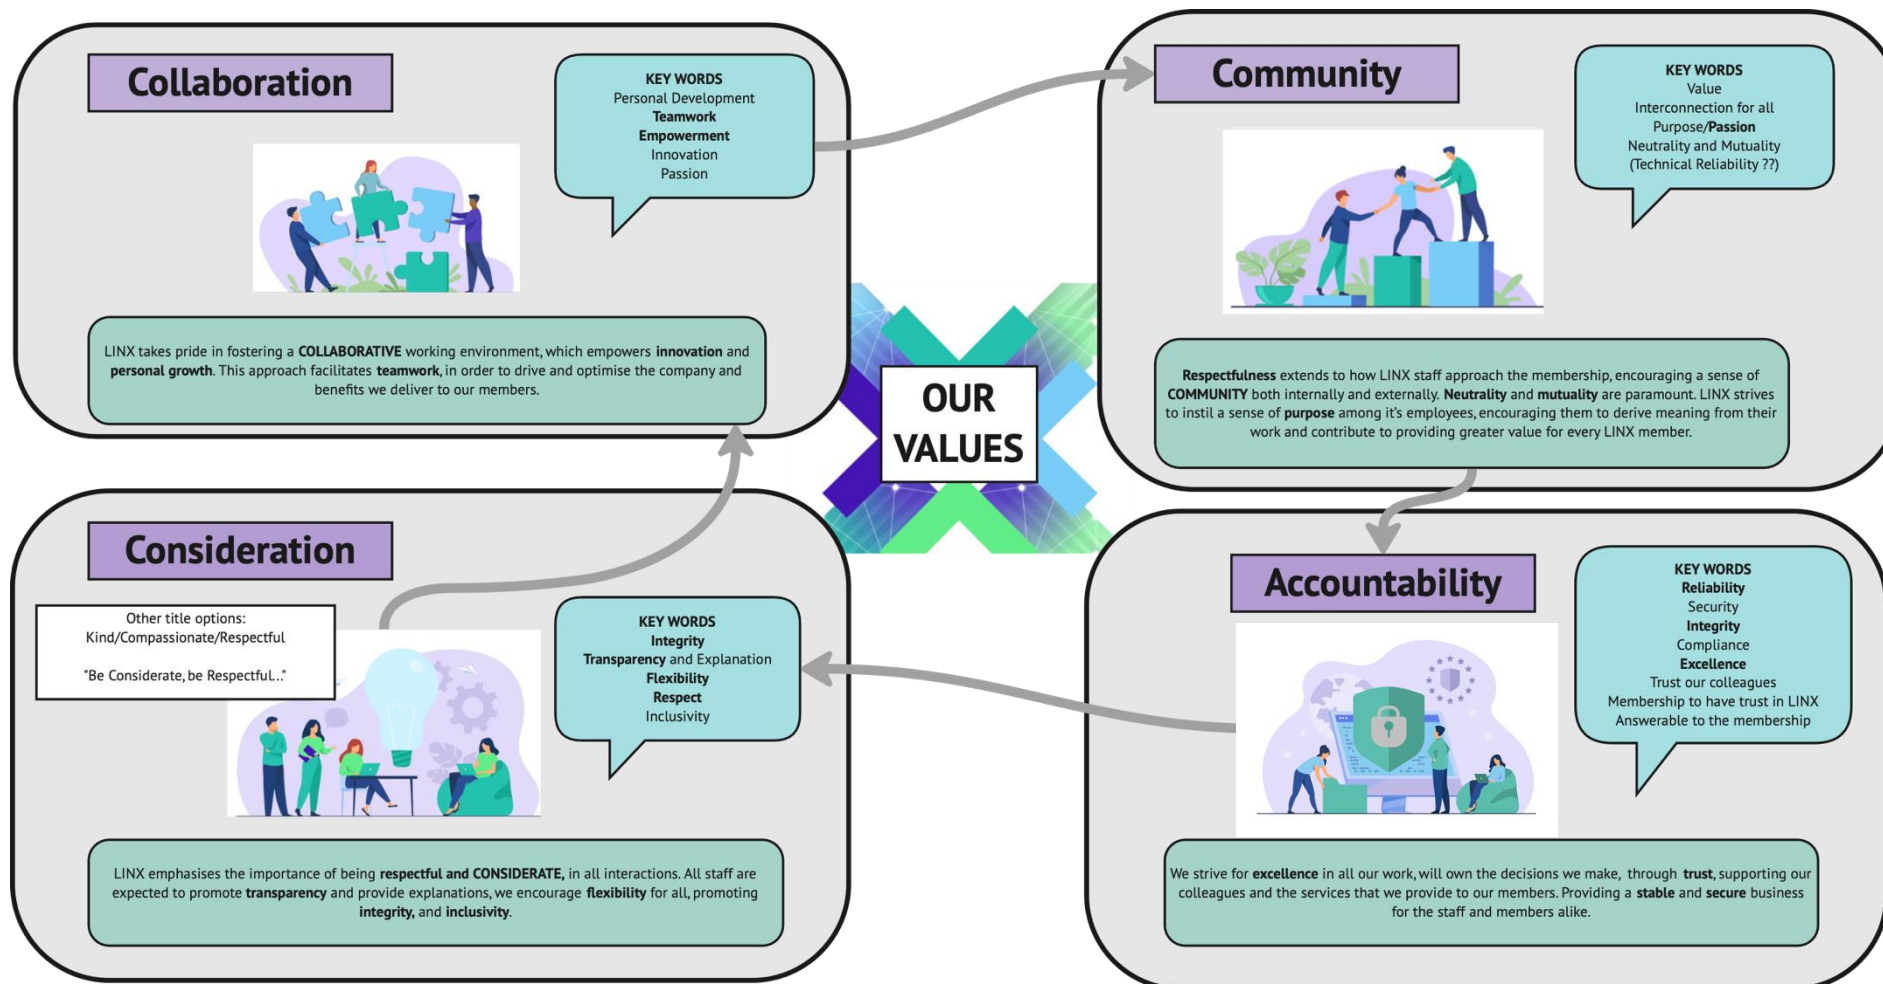 Collaboration
KEY WORDS
Personal Development
Teamwork
Empowerment
Innovation
Passion
LINX takes pride in fostering a COLLABORATIVE working environment, which empowers innovation and
personal growth. This approach facilitates teamwork, in order to drive and optimise the company and
benefits we deliver to our members.
Community
KEY WORDS
Value
Interconnection for all
Purpose/Passion
Neutrality and Mutuality
(Technical Reliability ??)
Respectfulness extends to how LINX staff approach the membership, encouraging a sense of
COMMUNITY both internally and externally. Neutrality and mutuality are paramount. LINX strives
to instil a sense of purpose among it's employees, encouraging them to derive meaning from their
work and contribute to providing greater value for every LINX member.
OUR
VALUES
Consideration
Other title options:
Kind/Compassionate/Respectful
"Be Considerate, be Respectful..."
KEY WORDS
Integrity
Transparency and Explanation
Flexibility
Respect
Inclusivity
LINX emphasises the importance of being respectful and CONSIDERATE, in all interactions. All staff are
expected to promote transparency and provide explanations, we encourage flexibility for all, promoting
integrity, and inclusivity.
Accountability
KEY WORDS
Reliability
Security
Integrity
Compliance
Excellence
Trust our colleagues
Membership to have trust in LINX
Answerable to the membership
We strive for excellence in all our work, will own the decisions we make, through trust, supporting our
colleagues and the services that we provide to our members. Providing a stable and secure business
for the staff and members alike.